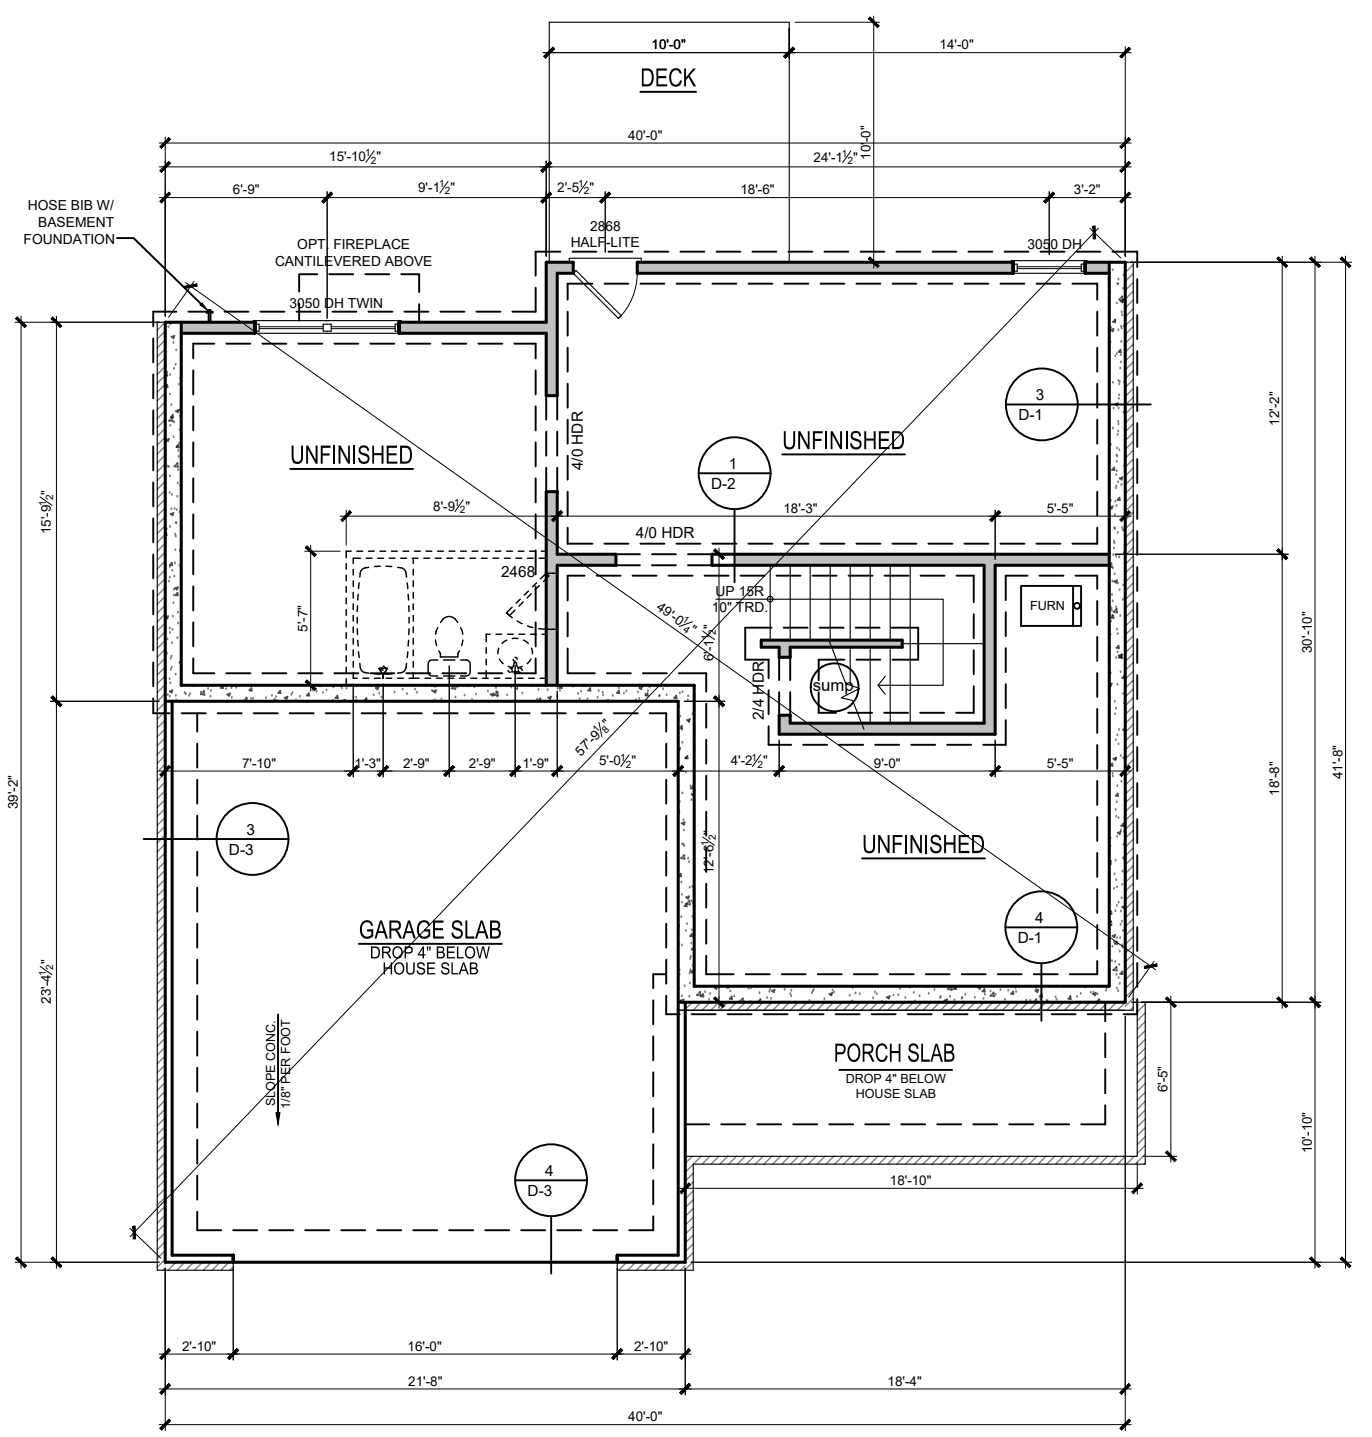 10'-0"
14'-0"
DECK
10'-0"
40'-0"
15'-10½"
24'-1½"
6'-9"
9'-1½"
2'-5½"
18'-6"
3'-2"
HOSE BIB W/
BASEMENT
FOUNDATION
OPT. FIREPLACE
CANTILEVERED ABOVE
2868
HALF-LITE
3050 DH
3050 DH TWIN
3
D-1
12'-2"
4/0 HDR
UNFINISHED
UNFINISHED
1
D-2
15'-9½"
8'-9½"
18'-3"
5'-5"
4/0 HDR
2468
UP 15R
10" TRD.
FURN
5'-7"
49'-0¼"
6'-1½"
30'-10"
sump
2/4 HDR
57'-9⅛"
7'-10"
1'-3"
2'-9"
2'-9"
1'-9"
5'-0½"
4'-2½"
9'-0"
5'-5"
39'-2"
41'-8"
18'-8"
3
D-3
12'-6½"
UNFINISHED
GARAGE SLAB
DROP 4" BELOW
HOUSE SLAB
4
D-1
23'-4½"
SLOPE CONC.
1/8" PER FOOT
PORCH SLAB
DROP 4" BELOW
HOUSE SLAB
6'-5"
10'-10"
4
D-3
18'-10"
2'-10"
16'-0"
2'-10"
21'-8"
18'-4"
40'-0"